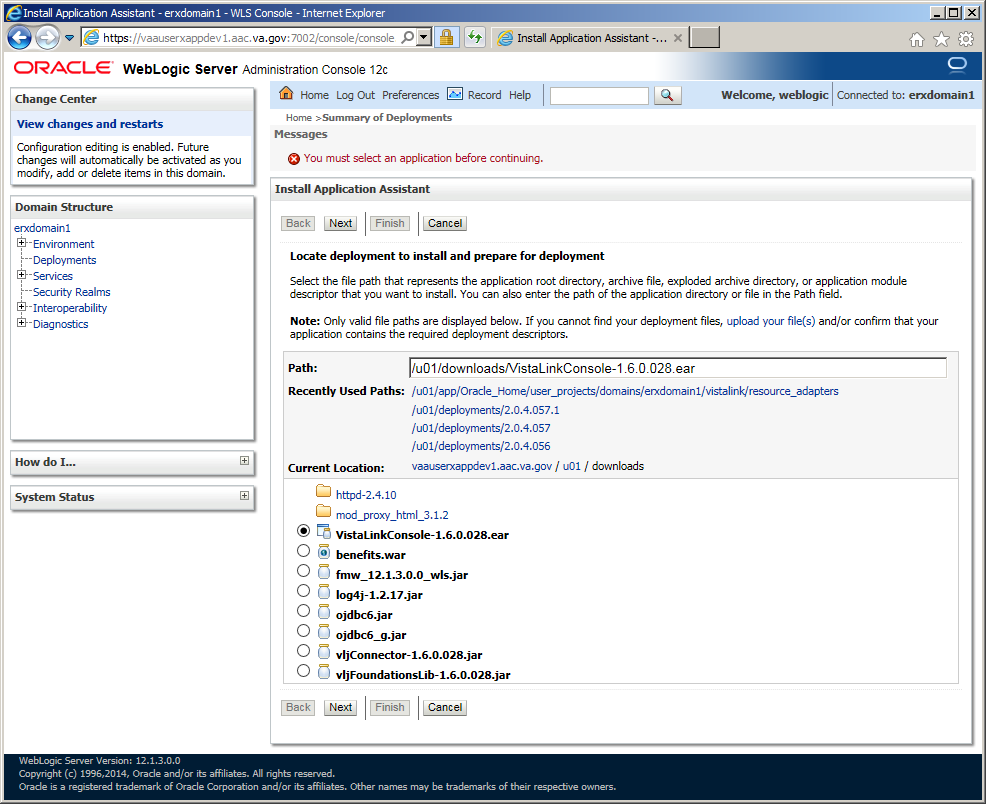 Install Application Assistant - erxdomain1 - WLS Console - Internet Explorer
https://vaauserxappdev1.aac.va.gov:7002/console/console
Install Application Assistant -...
ORACLE WebLogic Server Administration Console 12c
Change Center
View changes and restarts
Configuration editing is enabled. Future
changes will automatically be activated as you
modify, add or delete items in this domain.
Domain Structure
erxdomain1
Environment
Deployments
Services
Security Realms
Interoperability
Diagnostics
How do I...
System Status
Home Log Out Preferences Record Help
Welcome, weblogic Connected to: erxdomain1
Home >Summary of Deployments
Messages
You must select an application before continuing.
Install Application Assistant
Back Next Finish Cancel
Locate deployment to install and prepare for deployment
Select the file path that represents the application root directory, archive file, exploded archive directory, or application module
descriptor that you want to install. You can also enter the path of the application directory or file in the Path field.
Note: Only valid file paths are displayed below. If you cannot find your deployment files, upload your file(s) and/or confirm that your
application contains the required deployment descriptors.
Path: /u01/downloads/VistaLinkConsole-1.6.0.028.ear
Recently Used Paths: /u01/app/Oracle_Home/user_projects/domains/erxdomain1/vistalink/resource_adapters
/u01/deployments/2.0.4.057.1
/u01/deployments/2.0.4.057
/u01/deployments/2.0.4.056
Current Location: vaauserxappdev1.aac.va.gov / u01 / downloads
httpd-2.4.10
mod_proxy_html_3.1.2
VistaLinkConsole-1.6.0.028.ear
benefits.war
fmw_12.1.3.0.0_wls.jar
log4j-1.2.17.jar
ojdbc6.jar
ojdbc6_g.jar
vljConnector-1.6.0.028.jar
vljFoundationsLib-1.6.0.028.jar
Back Next Finish Cancel
WebLogic Server Version: 12.1.3.0.0
Copyright (c) 1996,2014, Oracle and/or its affiliates. All rights reserved.
Oracle is a registered trademark of Oracle Corporation and/or its affiliates. Other names may be trademarks of their respective owners.